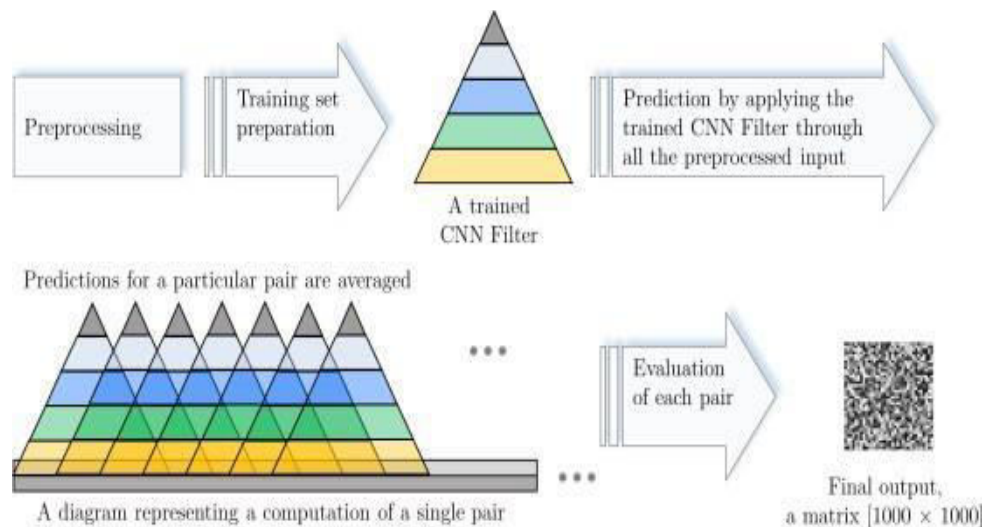 Preprocessing
Training set
preparation
A trained
CNN Filter
Prediction by applying the
trained CNN Filter through
all the preprocessed input
Predictions for a particular pair are averaged
A diagram representing a computation of a single pair
Evaluation
of each pair
Final output,
a matrix [1000 × 1000]